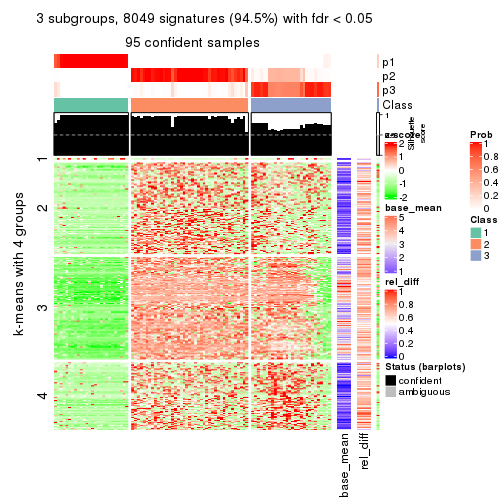 3 subgroups, 8049 signatures (94.5%) with fdr < 0.05
95 confident samples
p1
p2
p3
Class
1
Silhouette
score
k-means with 4 groups
1
2
3
4
base_mean
rel_diff
z-score
2
1
0
-1
-2
base_mean
5
4
3
2
1
rel_diff
1
0.8
0.6
0.4
0.2
0
Status (barplots)
confident
ambiguous
Prob
1
0.8
0.6
0.4
0.2
0
Class
1
2
3